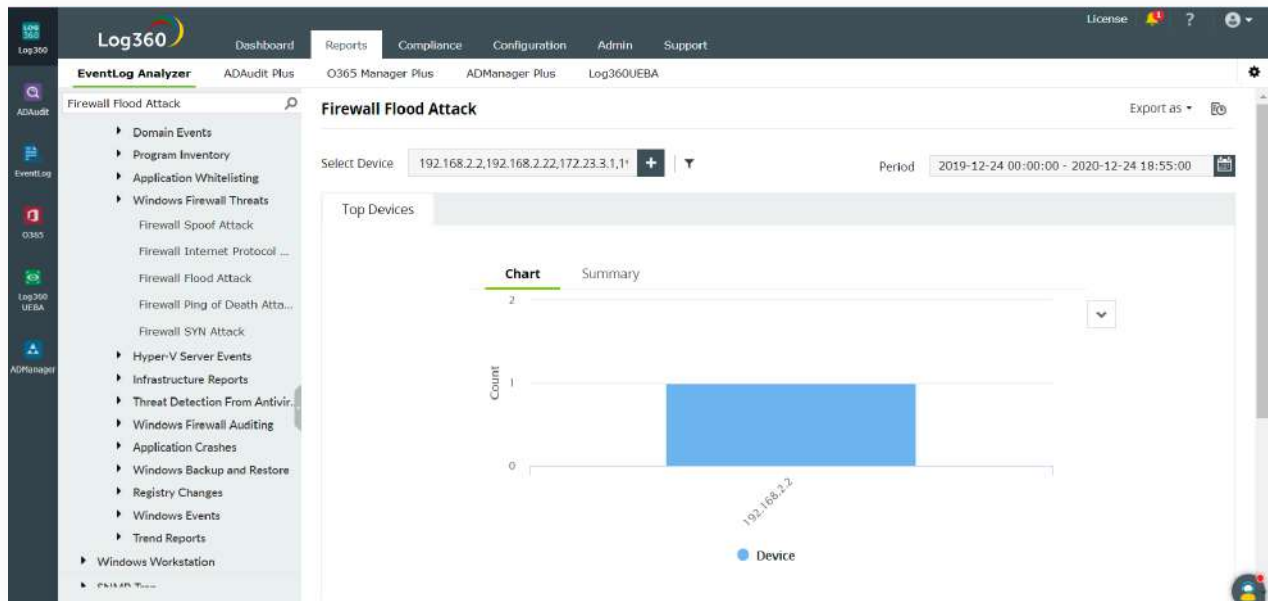 License 1 ?
LOG 360
Log360
Log360
Dashboard Reports Compliance Configuration Admin Support
EventLog Analyzer ADAudit Plus O365 Manager Plus ADManager Plus Log360UEBA
ADAudit
EventLog
O365
Log360
UEBA
ADManager
Firewall Flood Attack
Domain Events
Program Inventory
Application Whitelisting
Windows Firewall Threats
Firewall Spoof Attack
Firewall Internet Protocol ...
Firewall Flood Attack
Firewall Ping of Death Atta...
Firewall SYN Attack
Hyper-V Server Events
Infrastructure Reports
Threat Detection From Antivir..
Windows Firewall Auditing
Application Crashes
Windows Backup and Restore
Registry Changes
Windows Events
Trend Reports
Windows Workstation
Firewall Flood Attack
Export as
Select Device 192.168.2.2,192.168.2.22,172.23.3.1,1 +
Period 2019-12-24 00:00:00 - 2020-12-24 18:55:00
Top Devices
Chart Summary
2
1
0
Count
192.168.2.2
Device